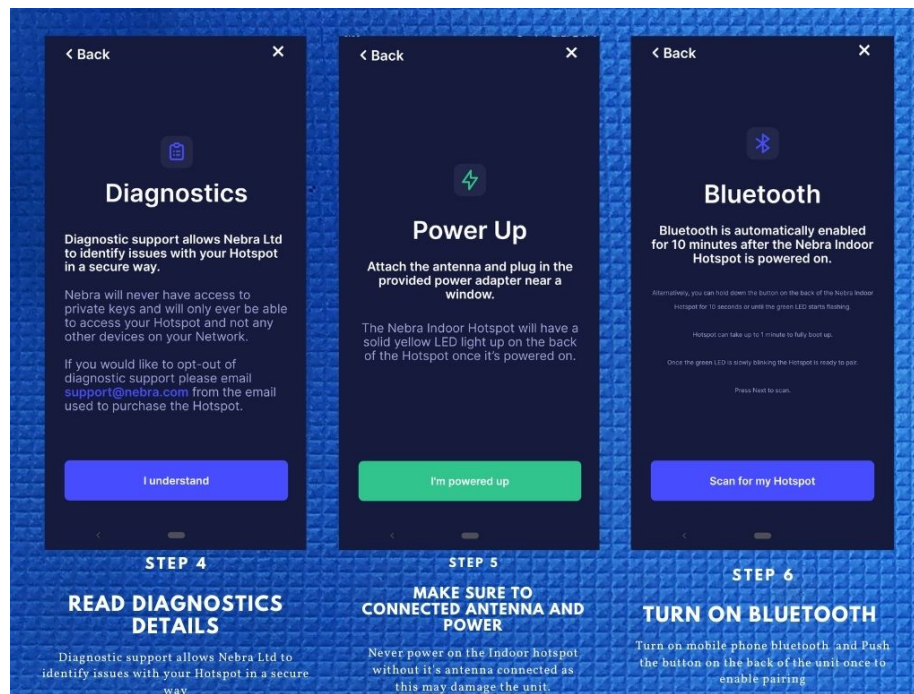 < Back
Diagnostics
Diagnostic support allows Nebra Ltd
to identify issues with your Hotspot
in a secure way.
Nebra will never have access to
private keys and will only ever be able
to access your Hotspot and not any
other devices on your Network.
If you would like to opt-out of
diagnostic support please email
support@nebra.com from the email
used to purchase the Hotspot.
I understand
STEP 4
READ DIAGNOSTICS
DETAILS
Diagnostic support allows Nebra Ltd to
identify issues with your Hotspot in a secure
way
< Back
Power Up
Attach the antenna and plug in the
provided power adapter near a
window.
The Nebra Indoor Hotspot will have a
solid yellow LED light up on the back
of the Hotspot once it's powered on.
I'm powered up
STEP 5
MAKE SURE TO
CONNECTED ANTENNA AND
POWER
Never power on the Indoor hotspot
without it's antenna connected as
this may damage the unit.
< Back
Bluetooth
Bluetooth is automatically enabled
for 10 minutes after the Nebra Indoor
Hotspot is powered on.
Alternatively, you can hold down the button on the back of the Nebra Indoor
Hotspot for 10 seconds or until the green LED starts flashing.
Hotspot can take up to 1 minute to fully boot up.
Once the green LED is slowly blinking the Hotspot is ready to pair.
Press Next to scan.
Scan for my Hotspot
STEP 6
TURN ON BLUETOOTH
Turn on mobile phone bluetooth and Push
the button on the back of the unit once to
enable pairing